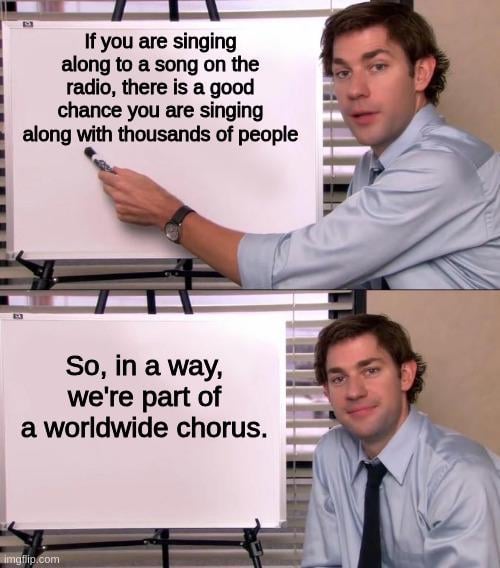 If you are singing
along to a song on the
radio, there is a good
chance you are singing
along with thousands of people
So, in a way,
we're part of
a worldwide chorus.
imgflip.com